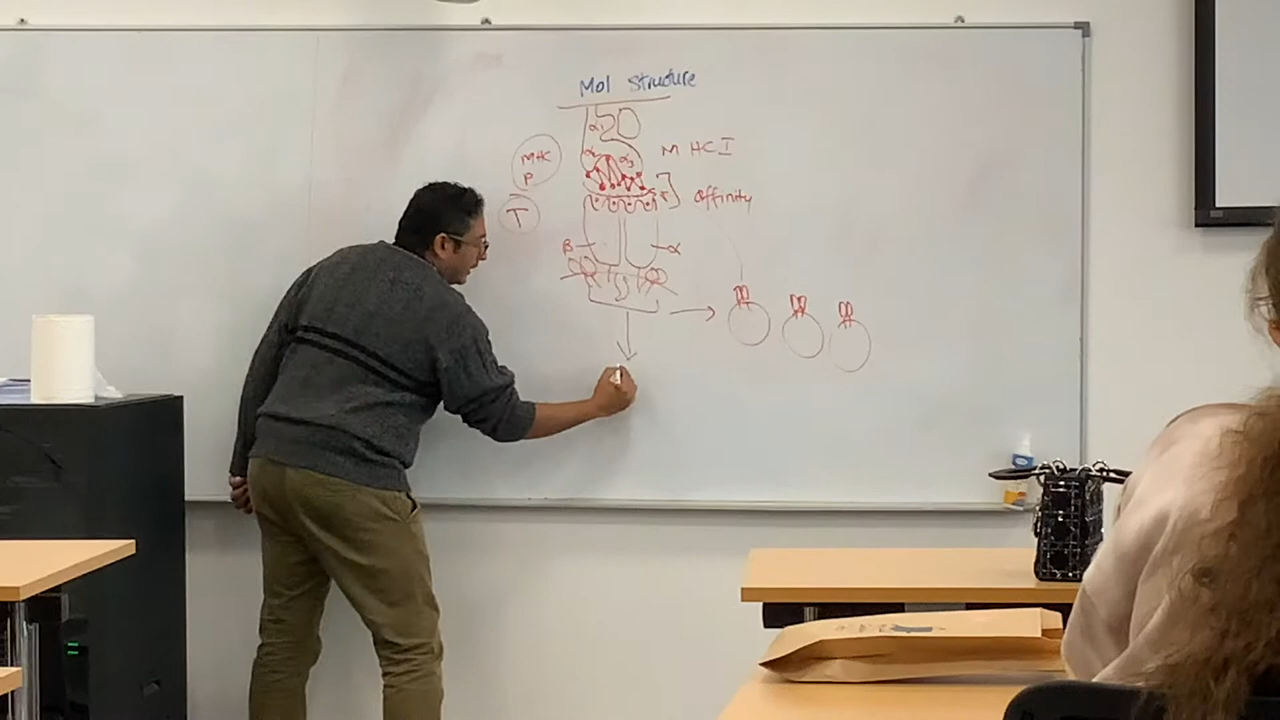 Mol Structure
α1
α2 α3
MHC
P
MHC I
T
affinity
β
α